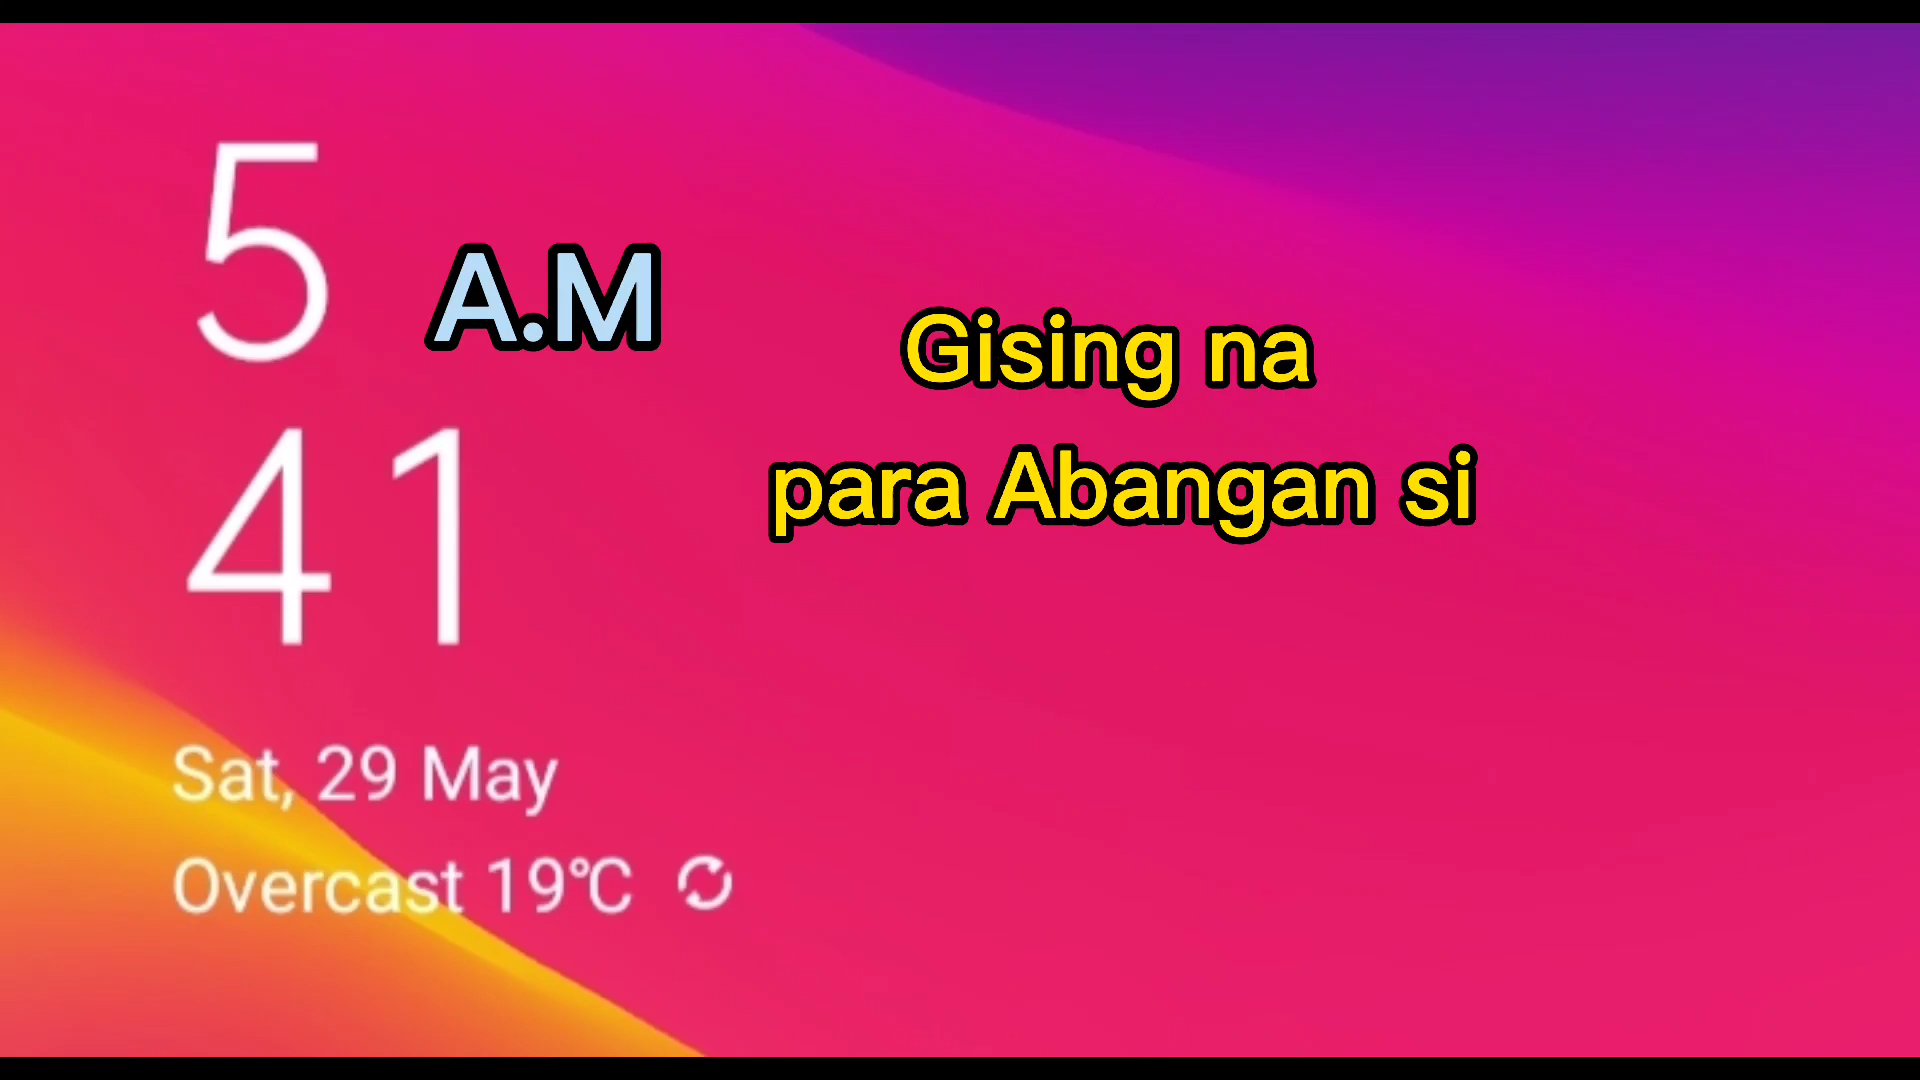 5
A.M
41
Gising na
para Abangan si
Sat, 29 May
Overcast 19℃